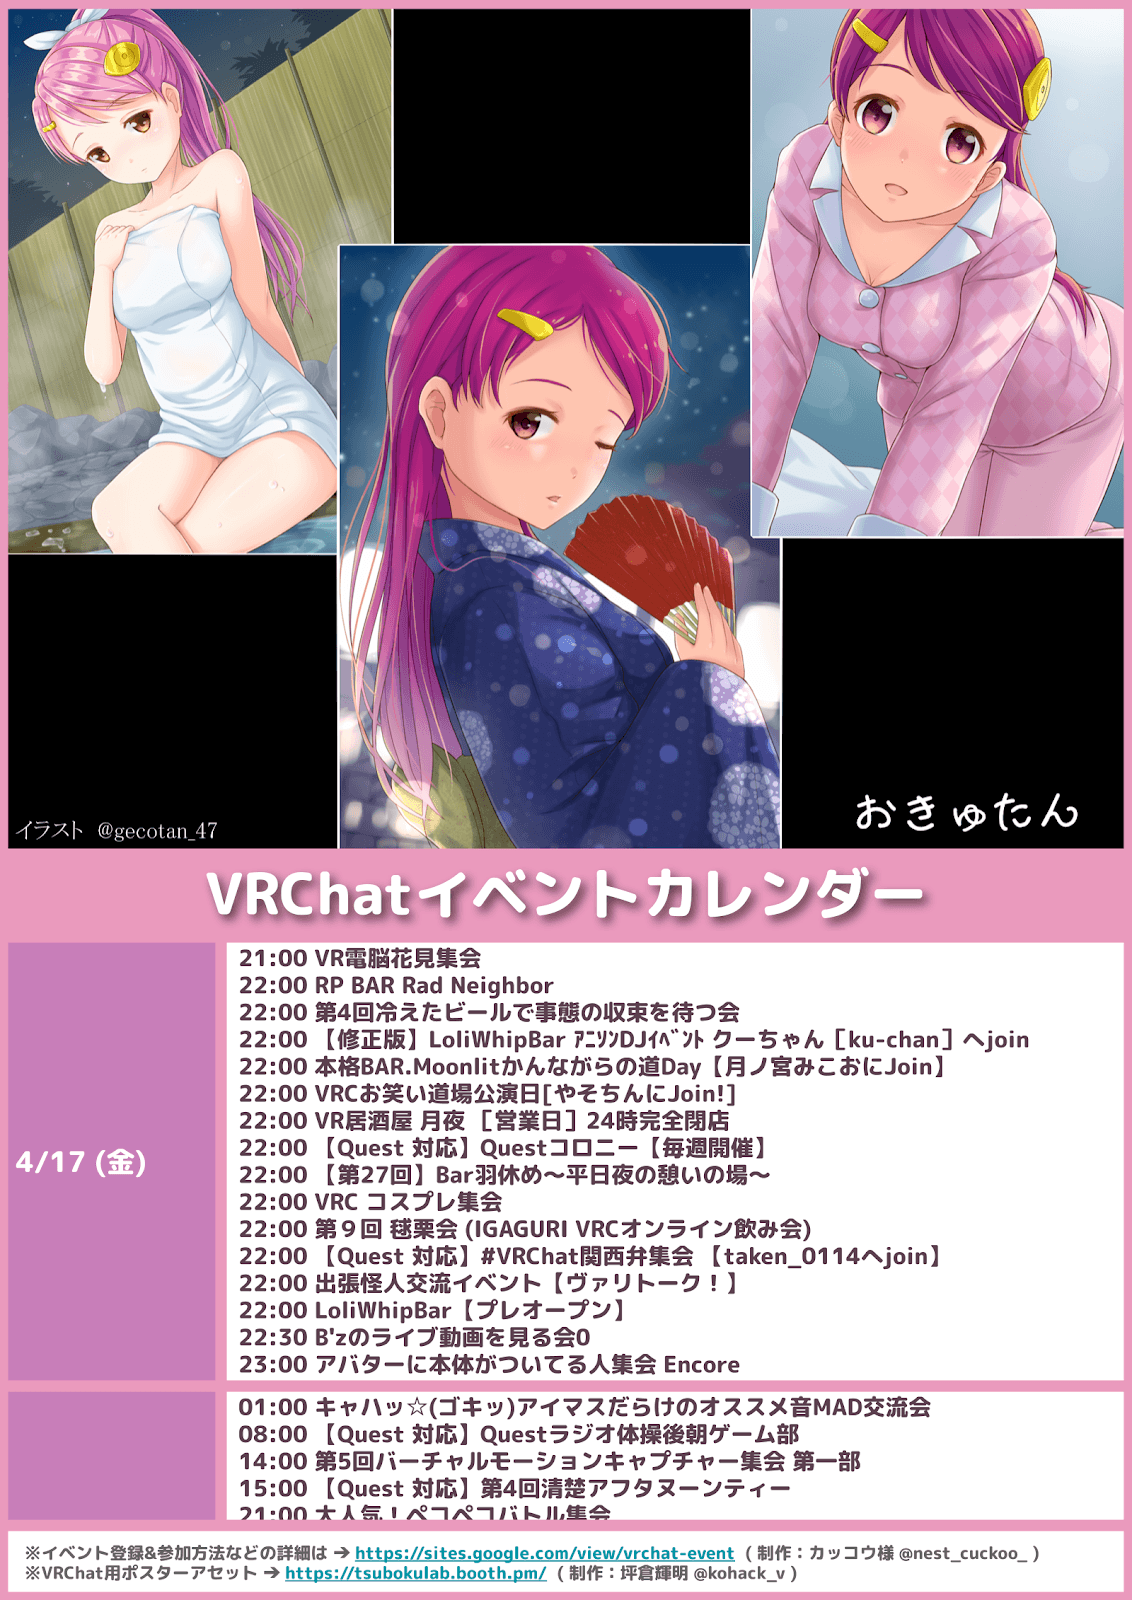 イラスト @gecotan_47
おきゅたん
VRChatイベントカレンダー
4/17 (金)
21:00 VR電脳花見集会
22:00 RP BAR Rad Neighbor
22:00 第4回冷えたビールで事態の収束を待つ会
22:00 【修正版】LoliWhipBar ｱﾆｿﾝDJｲﾍﾞﾝﾄ クーちゃん［ku-chan］へjoin
22:00 本格BAR.Moonlitかんながらの道Day【月ノ宮みこおにJoin】
22:00 VRCお笑い道場公演日[やそちんにJoin!]
22:00 VR居酒屋 月夜 ［営業日］24時完全閉店
22:00 【Quest 対応】Questコロニー【毎週開催】
22:00 【第27回】Bar羽休め～平日夜の憩いの場～
22:00 VRC コスプレ集会
22:00 第９回 毬栗会 (IGAGURI VRCオンライン飲み会)
22:00 【Quest 対応】#VRChat関西弁集会 【taken_0114へjoin】
22:00 出張怪人交流イベント【ヴァリトーク！】
22:00 LoliWhipBar【プレオープン】
22:30 B'zのライブ動画を見る会0
23:00 アバターに本体がついてる人集会 Encore
01:00 キャハッ☆(ゴキッ)アイマスだらけのオススメ音MAD交流会
08:00 【Quest 対応】Questラジオ体操後朝ゲーム部
14:00 第5回バーチャルモーションキャプチャー集会 第一部
15:00 【Quest 対応】第4回清楚アフタヌーンティー
21:00 大人気！ペコペコバトル集会
※イベント登録&参加方法などの詳細は ➔ https://sites.google.com/view/vrchat-event ( 制作：カッコウ様 @nest_cuckoo_ )
※VRChat用ポスターアセット ➔ https://tsubokulab.booth.pm/ ( 制作：坪倉輝明 @kohack_v )